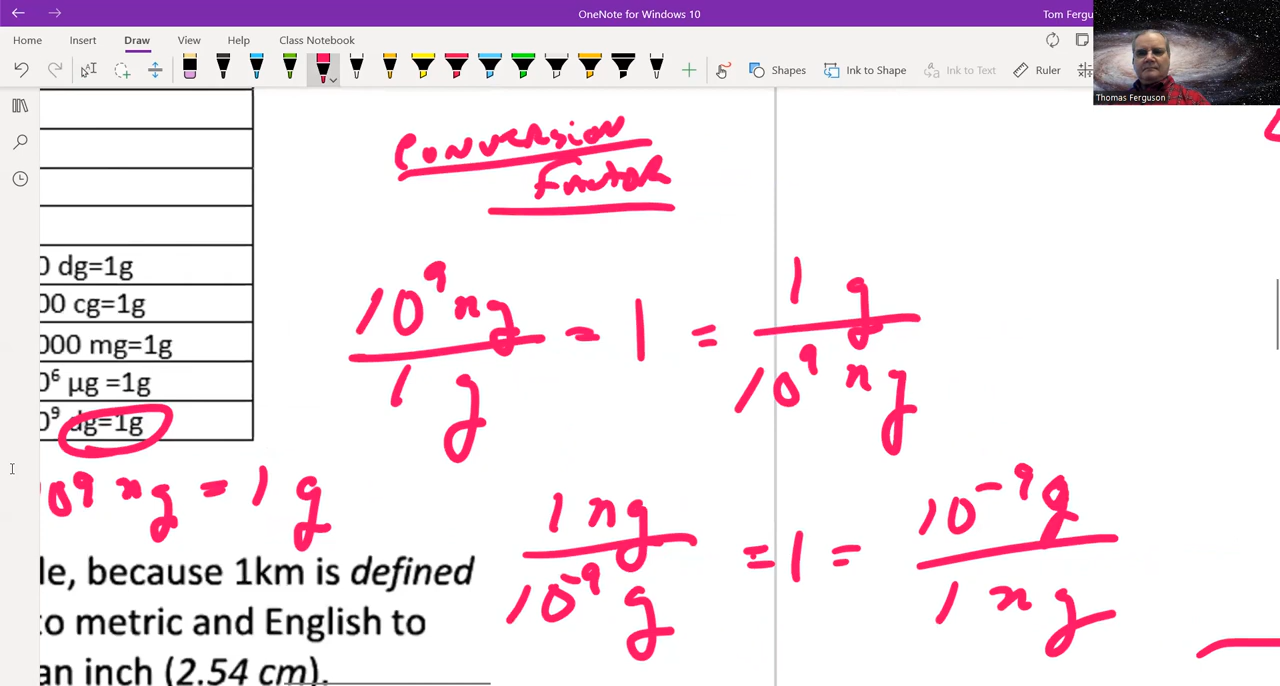 OneNote for Windows 10
Tom Fergu
Home Insert Draw View Help Class Notebook
Shapes Ink to Shape Ink to Text Ruler
Thomas Ferguson
Conversion
Factor
0 dg=1g
00 cg=1g
000 mg=1g
0⁶ µg =1g
0⁹ dg=1g
10⁹ ng / 1 g = 1 = 1 g / 10⁹ ng
10⁹ ng = 1 g
1 ng / 10⁻⁹ g = 1 = 10⁻⁹ g / 1 ng
le, because 1km is defined
to metric and English to
an inch (2.54 cm).